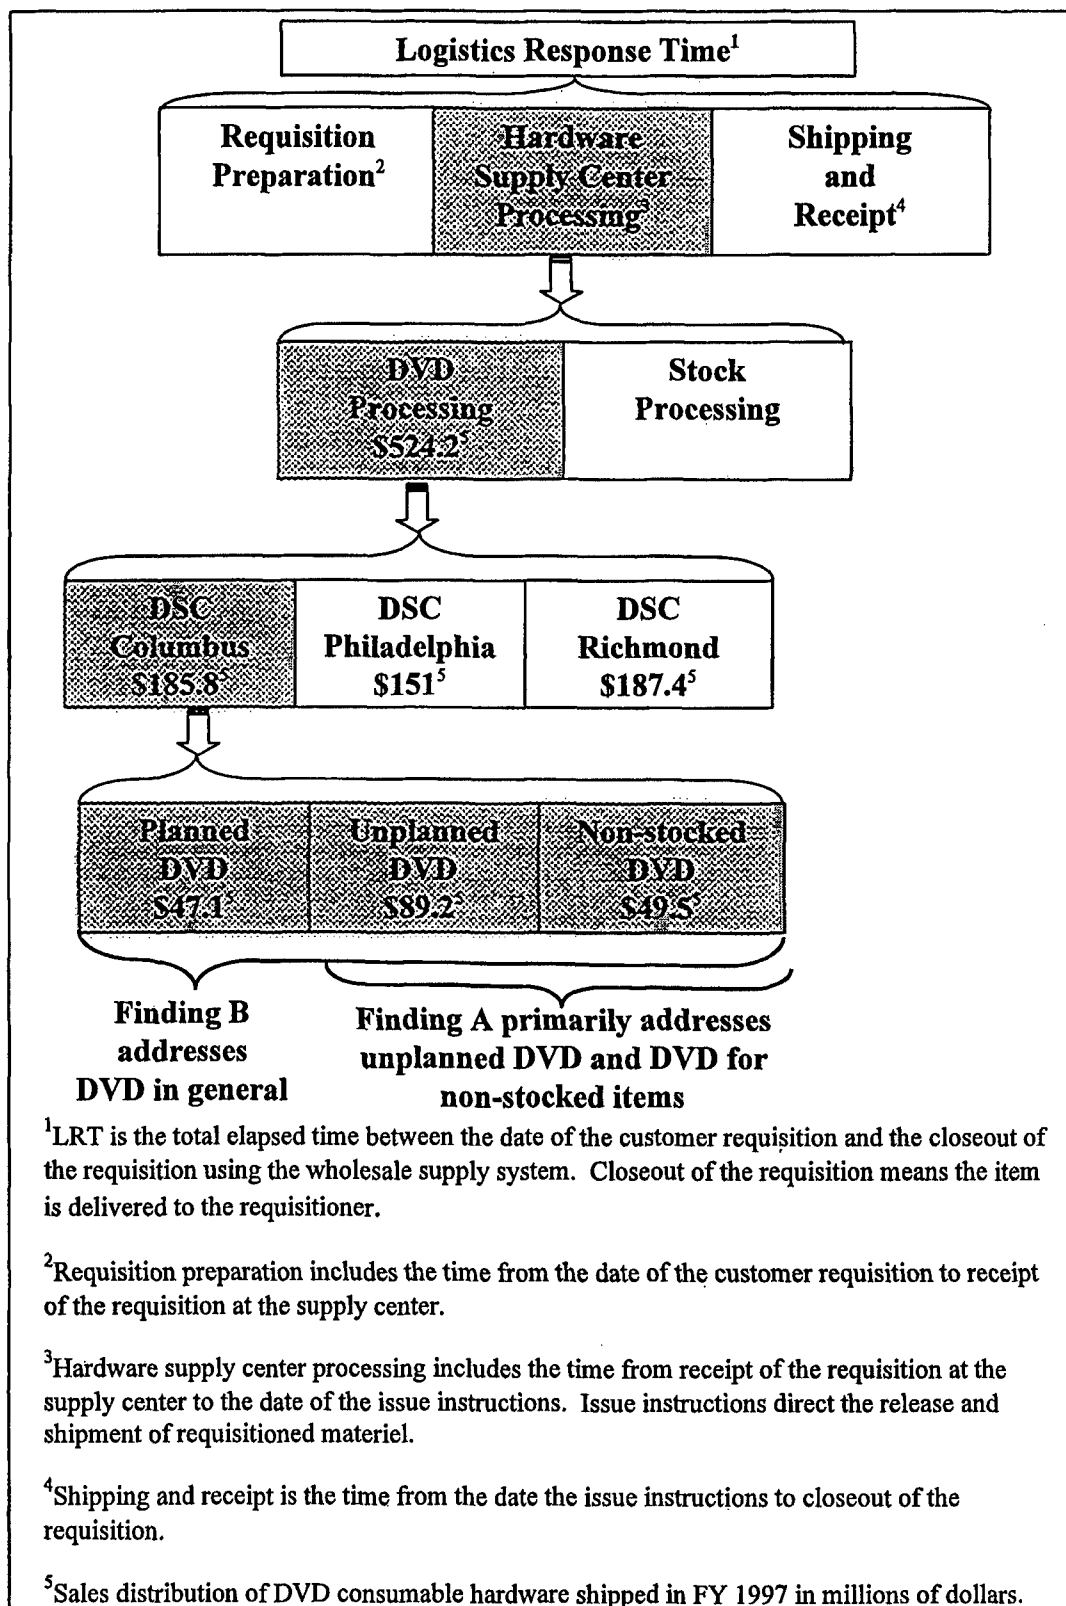 Logistics Response Time¹
Requisition
Preparation²
Hardware
Supply Center
Processing³
Shipping
and
Receipt⁴
DVD
Processing
$524.2⁵
Stock
Processing
DSC
Columbus
$185.8⁵
DSC
Philadelphia
$151⁵
DSC
Richmond
$187.4⁵
Planned
DVD
$47.1⁵
Unplanned
DVD
$89.2⁵
Non-stocked
DVD
$49.5⁵
Finding B
addresses
DVD in general
Finding A primarily addresses
unplanned DVD and DVD for
non-stocked items
¹LRT is the total elapsed time between the date of the customer requisition and the closeout of
the requisition using the wholesale supply system. Closeout of the requisition means the item
is delivered to the requisitioner.
²Requisition preparation includes the time from the date of the customer requisition to receipt
of the requisition at the supply center.
³Hardware supply center processing includes the time from receipt of the requisition at the
supply center to the date of the issue instructions. Issue instructions direct the release and
shipment of requisitioned materiel.
⁴Shipping and receipt is the time from the date the issue instructions to closeout of the
requisition.
⁵Sales distribution of DVD consumable hardware shipped in FY 1997 in millions of dollars.